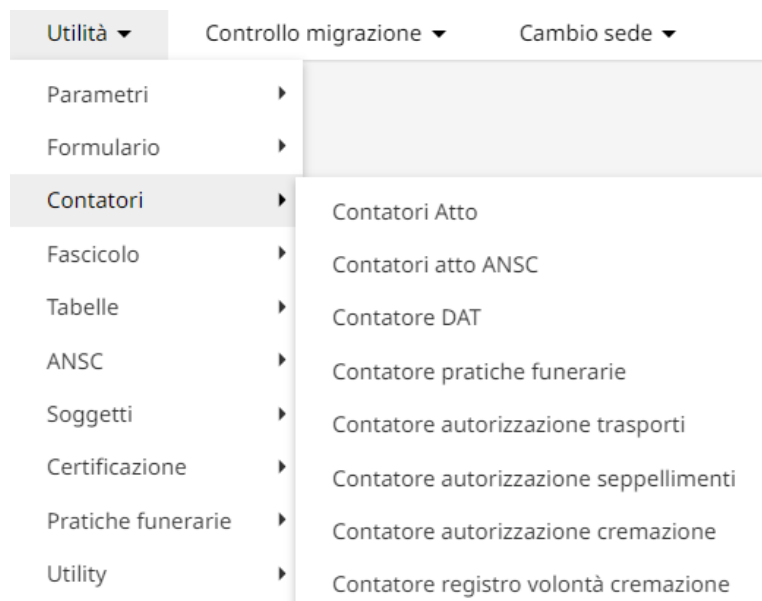 Utilità
Controllo migrazione
Cambio sede
Parametri
Formulario
Contatori
Fascicolo
Tabelle
ANSC
Soggetti
Certificazione
Pratiche funerarie
Utility
Contatori Atto
Contatori atto ANSC
Contatore DAT
Contatore pratiche funerarie
Contatore autorizzazione trasporti
Contatore autorizzazione seppellimenti
Contatore autorizzazione cremazione
Contatore registro volontà cremazione